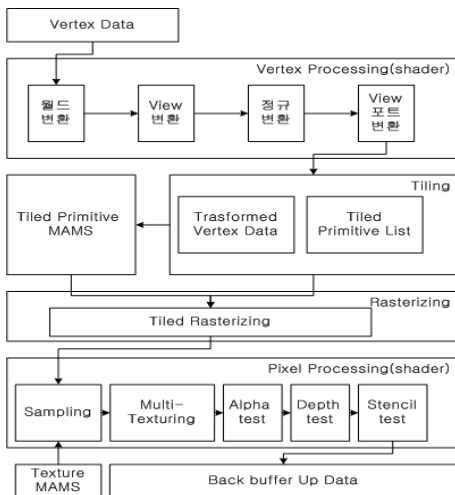 Vertex Data
Vertex Processing(shader)
월드
변환
View
변환
정규
변환
View
포트
변환
Tiling
Tiled Primitive
MAMS
Trasformed
Vertex Data
Tiled
Primitive List
Rasterizing
Tiled Rasterizing
Pixel Processing(shader)
Sampling
Multi-
Texturing
Alpha
test
Depth
test
Stencil
test
Texture
MAMS
Back buffer Up Data